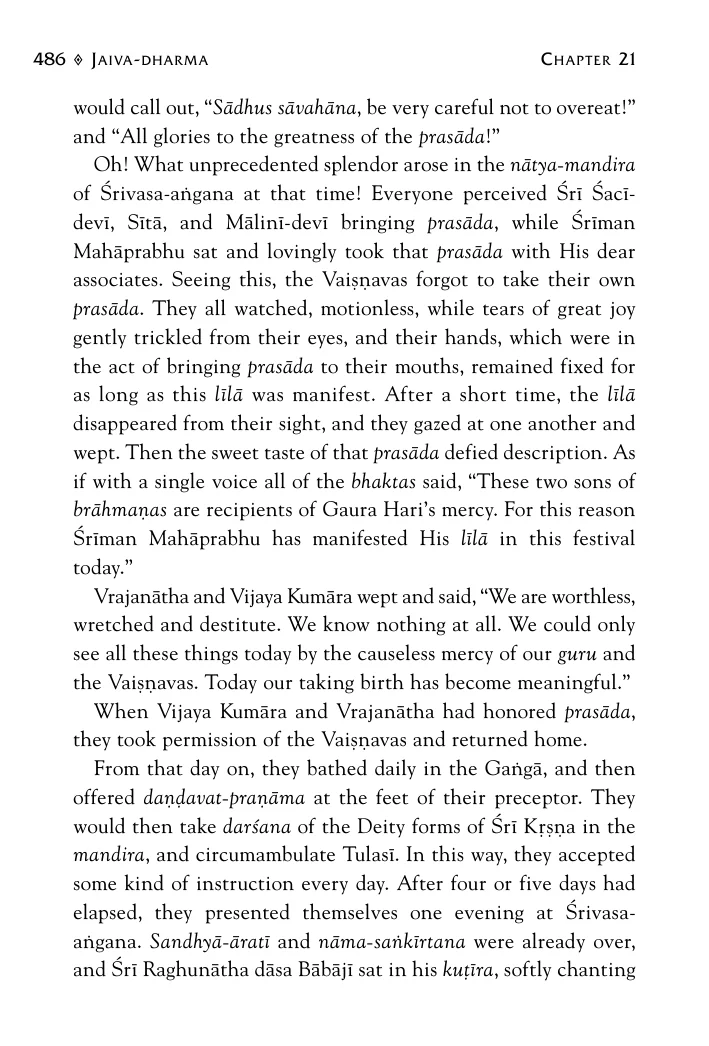 486 ◊ JAIVA-DHARMA CHAPTER 21
would call out, “Sādhus sāvahāna, be very careful not to overeat!”
and “All glories to the greatness of the prasāda!”
Oh! What unprecedented splendor arose in the nātya-mandira
of Śrivasa-aṅgana at that time! Everyone perceived Śrī Śacī-
devī, Sītā, and Mālinī-devī bringing prasāda, while Śrīman
Mahāprabhu sat and lovingly took that prasāda with His dear
associates. Seeing this, the Vaiṣṇavas forgot to take their own
prasāda. They all watched, motionless, while tears of great joy
gently trickled from their eyes, and their hands, which were in
the act of bringing prasāda to their mouths, remained fixed for
as long as this līlā was manifest. After a short time, the līlā
disappeared from their sight, and they gazed at one another and
wept. Then the sweet taste of that prasāda defied description. As
if with a single voice all of the bhaktas said, “These two sons of
brāhmaṇas are recipients of Gaura Hari’s mercy. For this reason
Śrīman Mahāprabhu has manifested His līlā in this festival
today.”
Vrajanātha and Vijaya Kumāra wept and said, “We are worthless,
wretched and destitute. We know nothing at all. We could only
see all these things today by the causeless mercy of our guru and
the Vaiṣṇavas. Today our taking birth has become meaningful.”
When Vijaya Kumāra and Vrajanātha had honored prasāda,
they took permission of the Vaiṣṇavas and returned home.
From that day on, they bathed daily in the Gaṅgā, and then
offered daṇḍavat-praṇāma at the feet of their preceptor. They
would then take darśana of the Deity forms of Śrī Kṛṣṇa in the
mandira, and circumambulate Tulasī. In this way, they accepted
some kind of instruction every day. After four or five days had
elapsed, they presented themselves one evening at Śrivasa-
aṅgana. Sandhyā-āratī and nāma-saṅkīrtana were already over,
and Śrī Raghunātha dāsa Bābājī sat in his kuṭīra, softly chanting